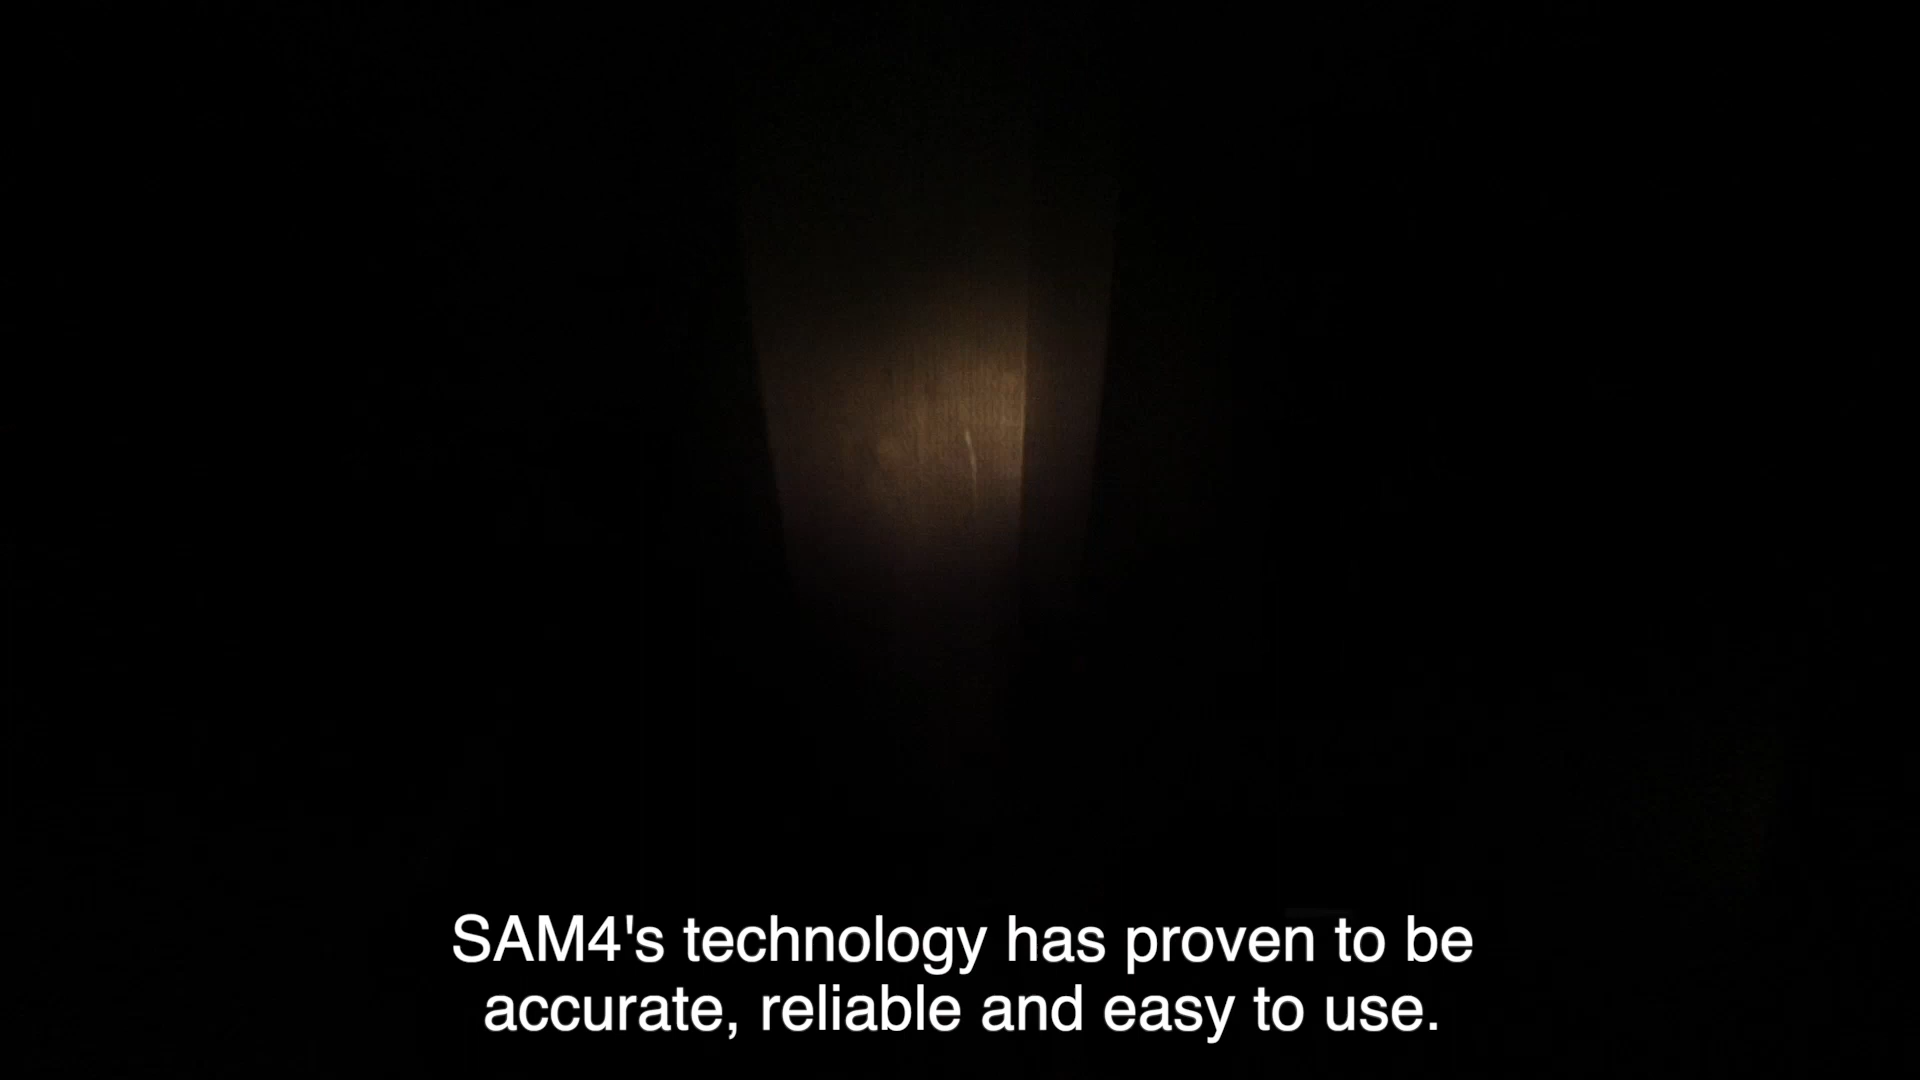 SAM4's technology has proven to be
accurate, reliable and easy to use.